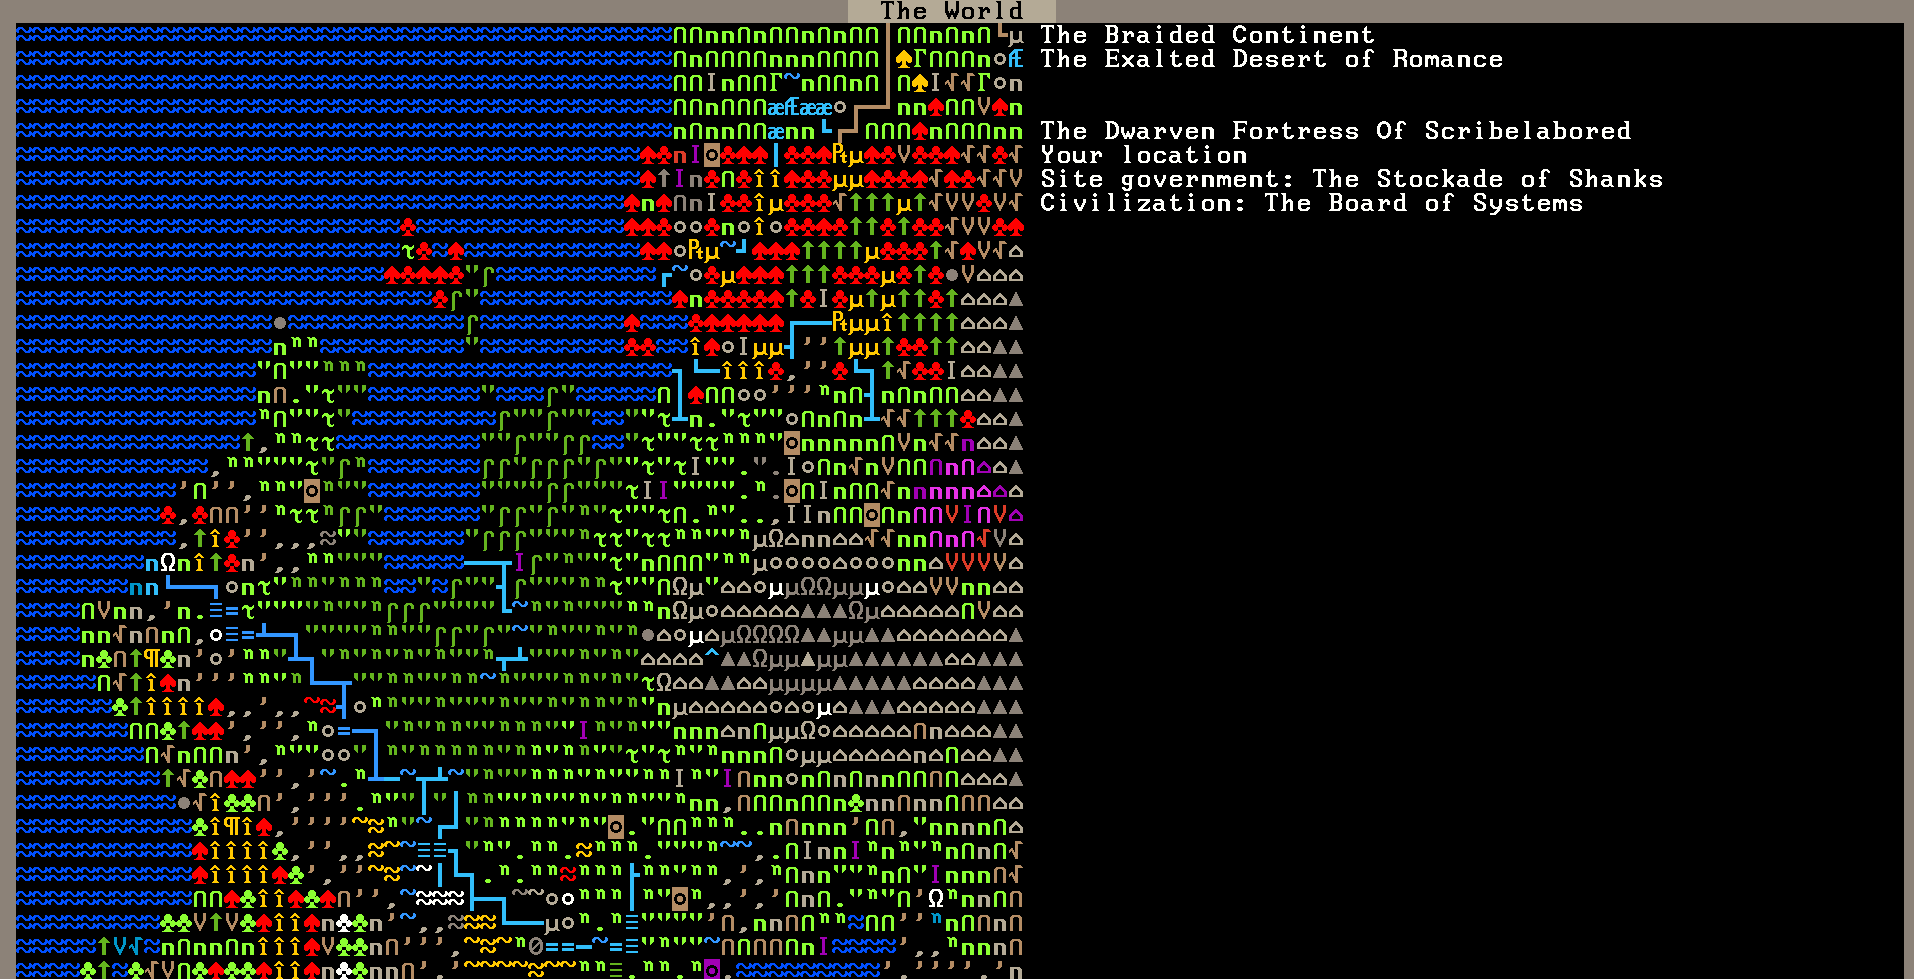 The World
The Braided Continent
The Exalted Desert of Romance
The Dwarven Fortress Of Scribelabored
Your location
Site government: The Stockade of Shanks
Civilization: The Board of Systems